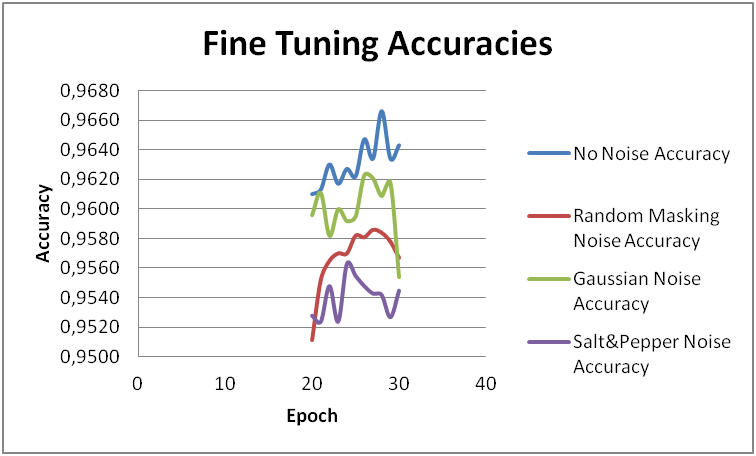 Fine Tuning Accuracies
0,9680
0,9660
0,9640
0,9620
0,9600
0,9580
0,9560
0,9540
0,9520
0,9500
Accuracy
0 10 20 30 40
Epoch
No Noise Accuracy
Random Masking
Noise Accuracy
Gaussian Noise
Accuracy
Salt&Pepper Noise
Accuracy